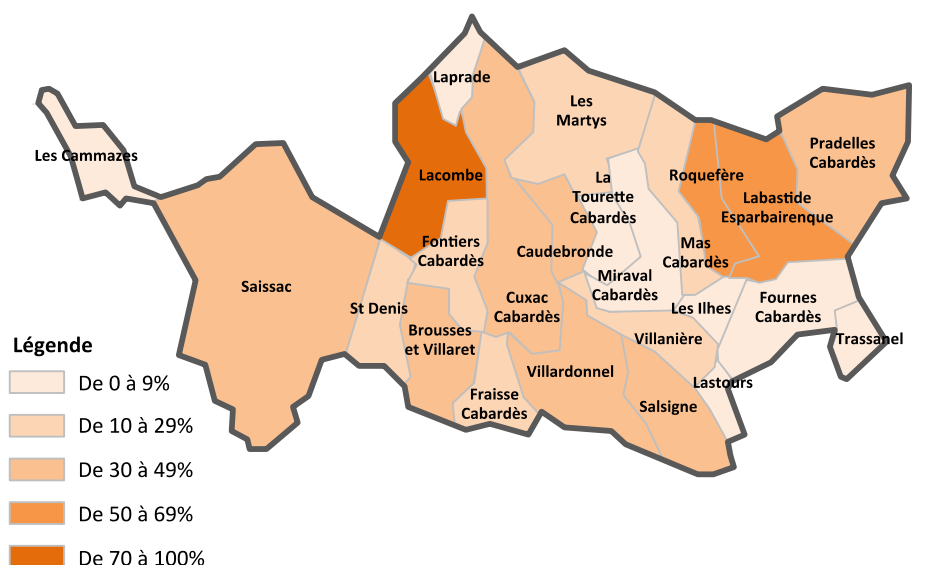 Laprade
Les
Martys
Les Cammazes
Pradelles
Cabardès
Lacombe
Roquefère
La
Tourette
Cabardès
Labastide
Esparbairenque
Fontiers
Cabardès
Caudebronde
Mas
Cabardès
Saissac
Miraval
Cabardès
St Denis
Cuxac
Cabardès
Les Ilhes
Fournes
Cabardès
Brousses
et Villaret
Villanière
Trassanel
Villardonnel
Lastours
Fraisse
Cabardès
Salsigne
Légende
De 0 à 9%
De 10 à 29%
De 30 à 49%
De 50 à 69%
De 70 à 100%